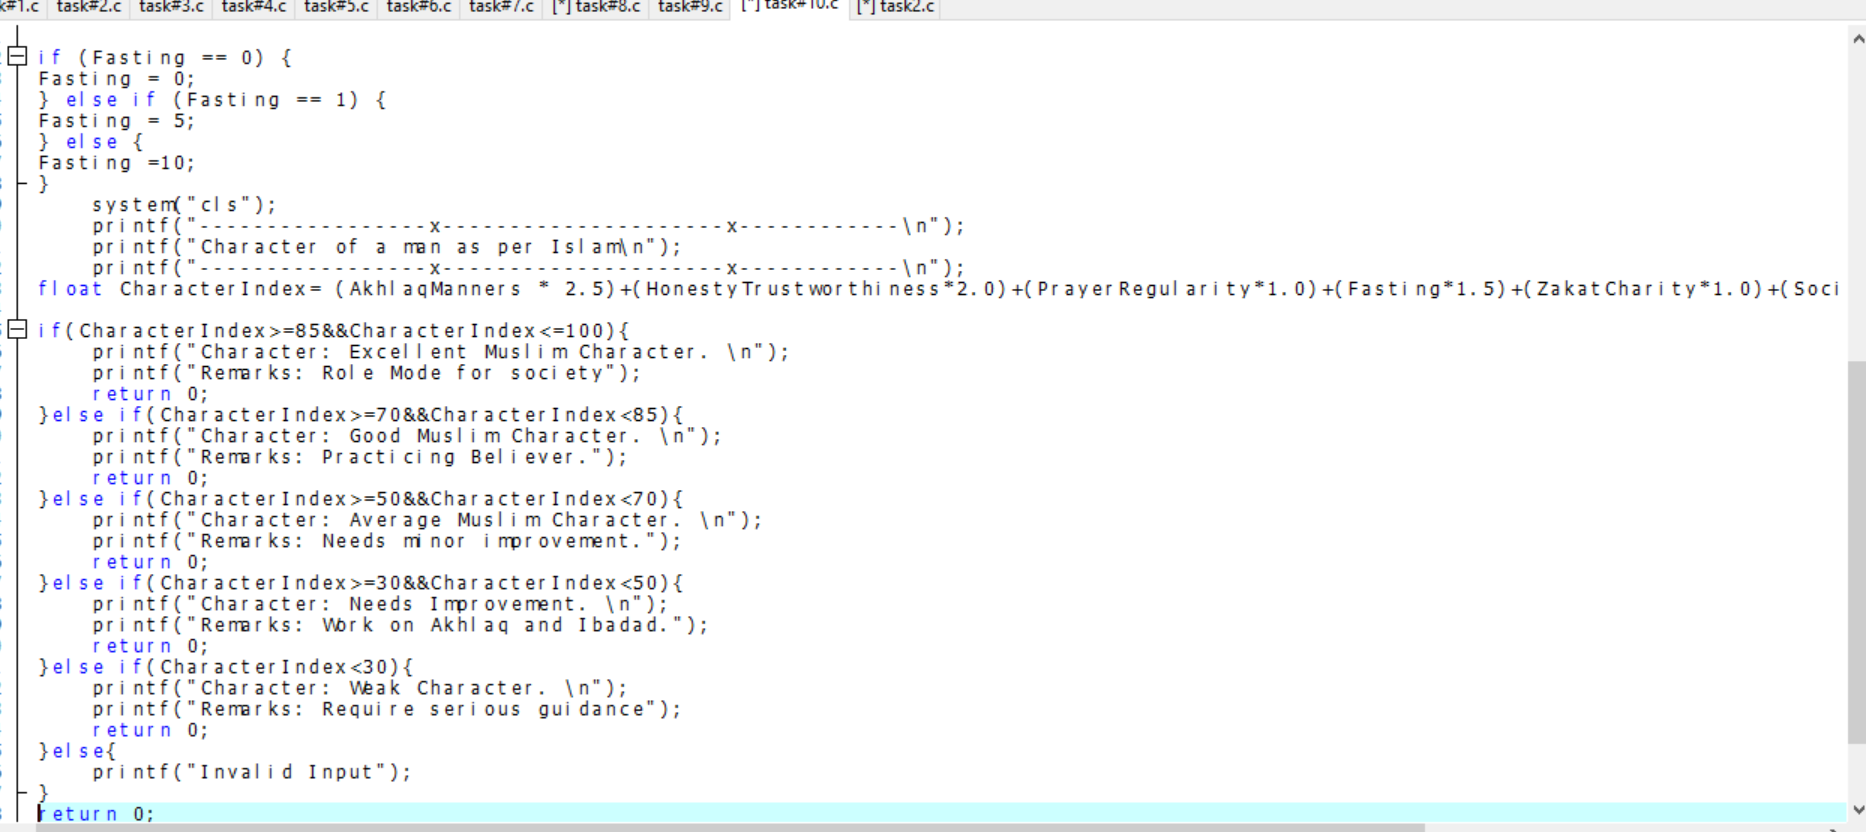 #1.c task#2.c task#3.c task#4.c task#5.c task#6.c task#7.c [*] task#8.c task#9.c [*] task#10.c [*] task2.c
if (Fasting == 0) {
Fasting = 0;
} else if (Fasting == 1) {
Fasting = 5;
} else {
Fasting =10;
}
system("cls");
printf("-----------------x---------------------x------------\n");
printf("Character of a man as per Islam\n");
printf("-----------------x---------------------x------------\n");
float CharacterIndex= (AkhlaqManners * 2.5)+(HonestyTrustworthiness*2.0)+(PrayerRegularity*1.0)+(Fasting*1.5)+(ZakatCharity*1.0)+(Soci
if(CharacterIndex>=85&&CharacterIndex<=100){
printf("Character: Excellent Muslim Character. \n");
printf("Remarks: Role Mode for society");
return 0;
}else if(CharacterIndex>=70&&CharacterIndex<85){
printf("Character: Good Muslim Character. \n");
printf("Remarks: Practicing Believer.");
return 0;
}else if(CharacterIndex>=50&&CharacterIndex<70){
printf("Character: Average Muslim Character. \n");
printf("Remarks: Needs minor improvement.");
return 0;
}else if(CharacterIndex>=30&&CharacterIndex<50){
printf("Character: Needs Improvement. \n");
printf("Remarks: Work on Akhlaq and Ibadad.");
return 0;
}else if(CharacterIndex<30){
printf("Character: Weak Character. \n");
printf("Remarks: Require serious guidance");
return 0;
}else{
printf("Invalid Input");
}
return 0;